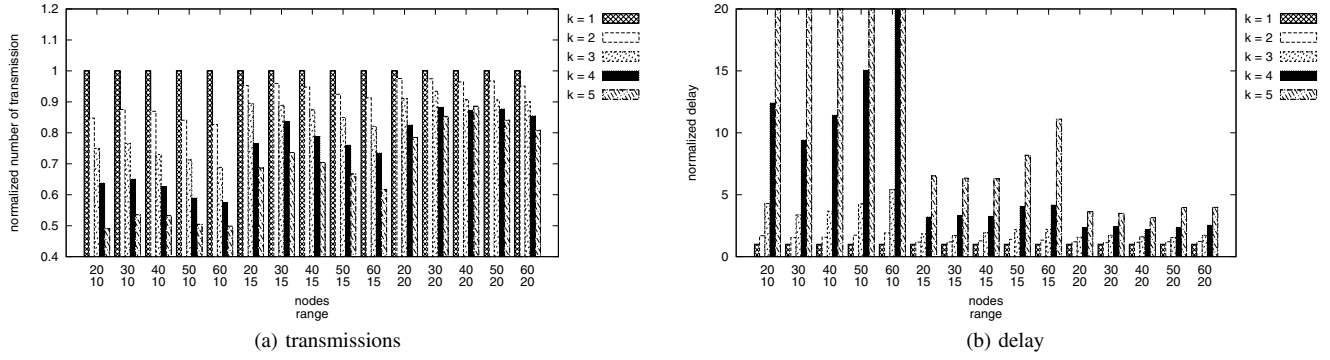 1.2
1.1
1
0.9
0.8
0.7
0.6
0.5
0.4
normalized number of transmission
20 30 40 50 60 20 30 40 50 60 20 30 40 50 60
10 10 10 10 10 15 15 15 15 15 20 20 20 20 20
nodes
range
k = 1
k = 2
k = 3
k = 4
k = 5
(a) transmissions
20
15
10
5
0
normalized delay
20 30 40 50 60 20 30 40 50 60 20 30 40 50 60
10 10 10 10 10 15 15 15 15 15 20 20 20 20 20
nodes
range
k = 1
k = 2
k = 3
k = 4
k = 5
(b) delay